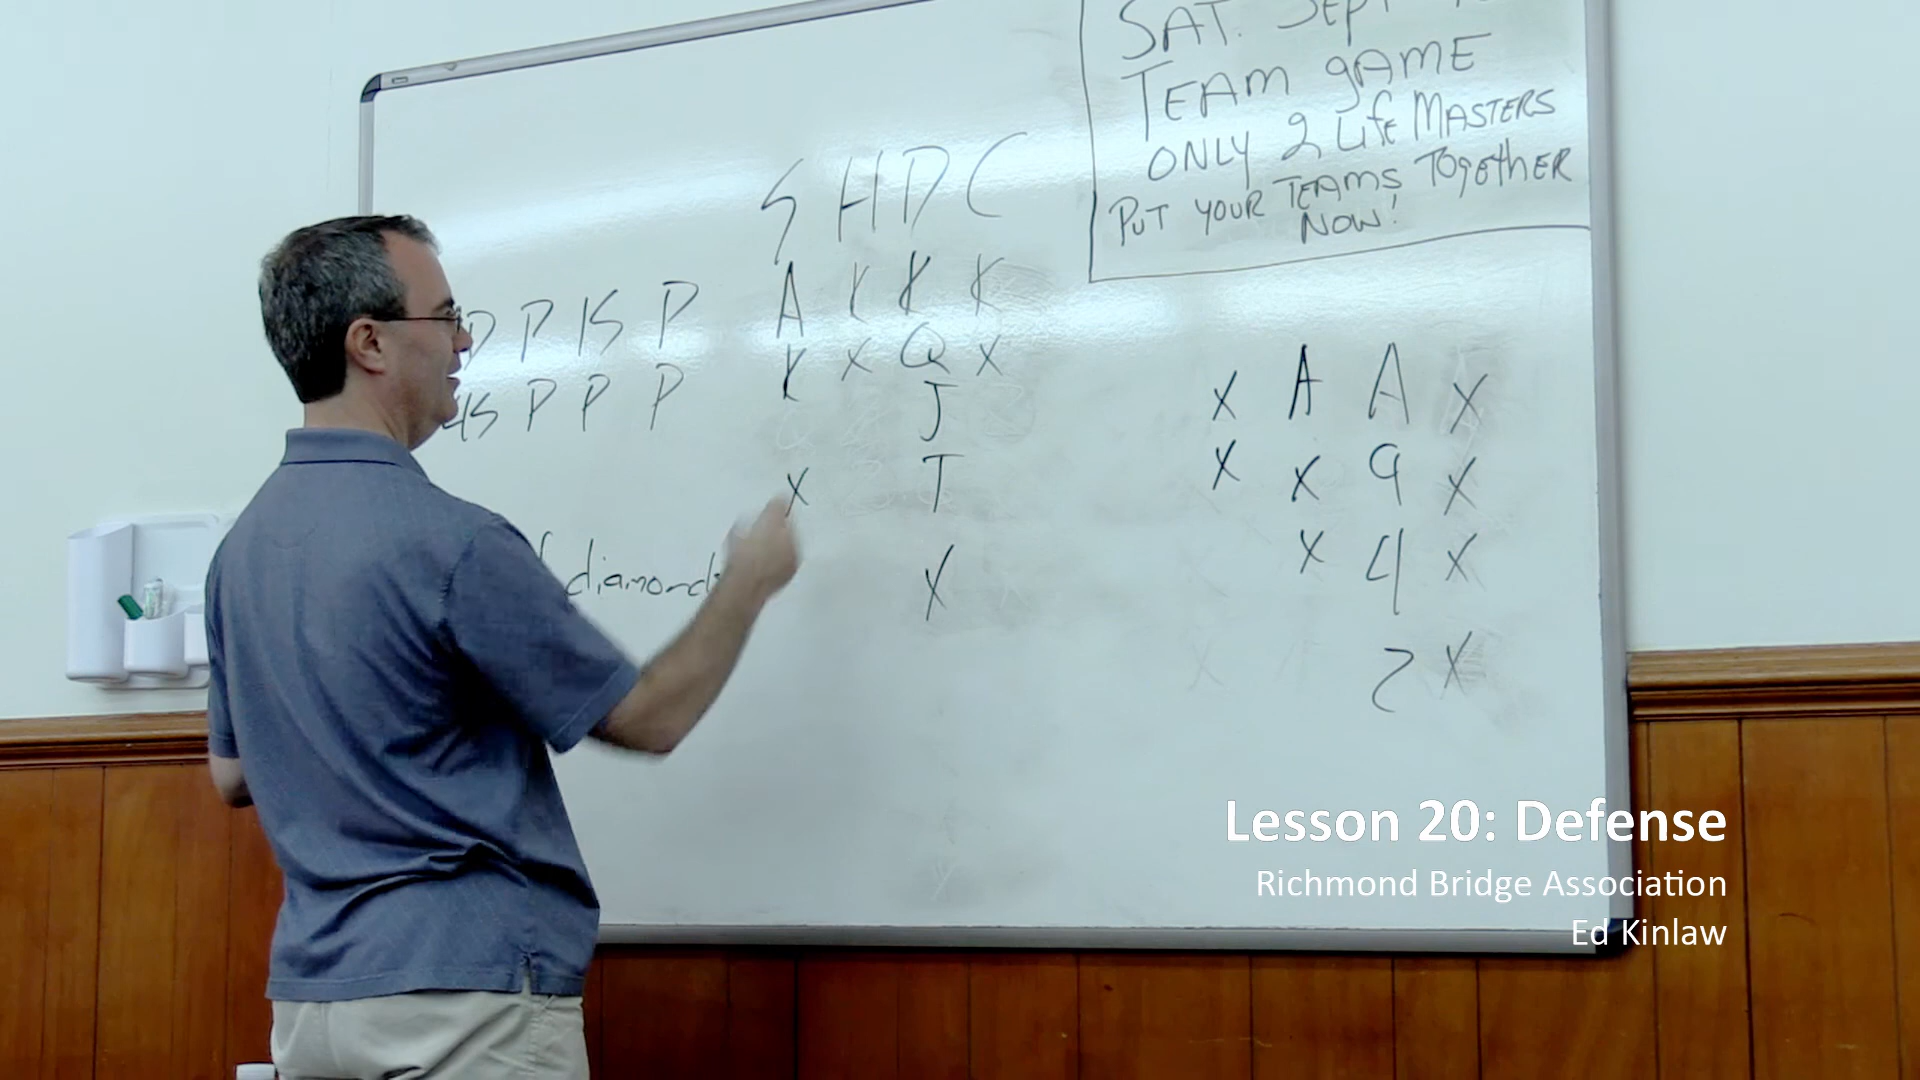 SAT. SEPT
TEAM GAME
ONLY 2 Life MASTERS
PUT YOUR TEAMS TOGETHER
NOW!
S H D C
D P 1S P
4S P P P
A K K K
K X Q X
J
X T
X
diamond
X A A X
X X 9 X
X 4 X
2 X
Lesson 20: Defense
Richmond Bridge Association
Ed Kinlaw